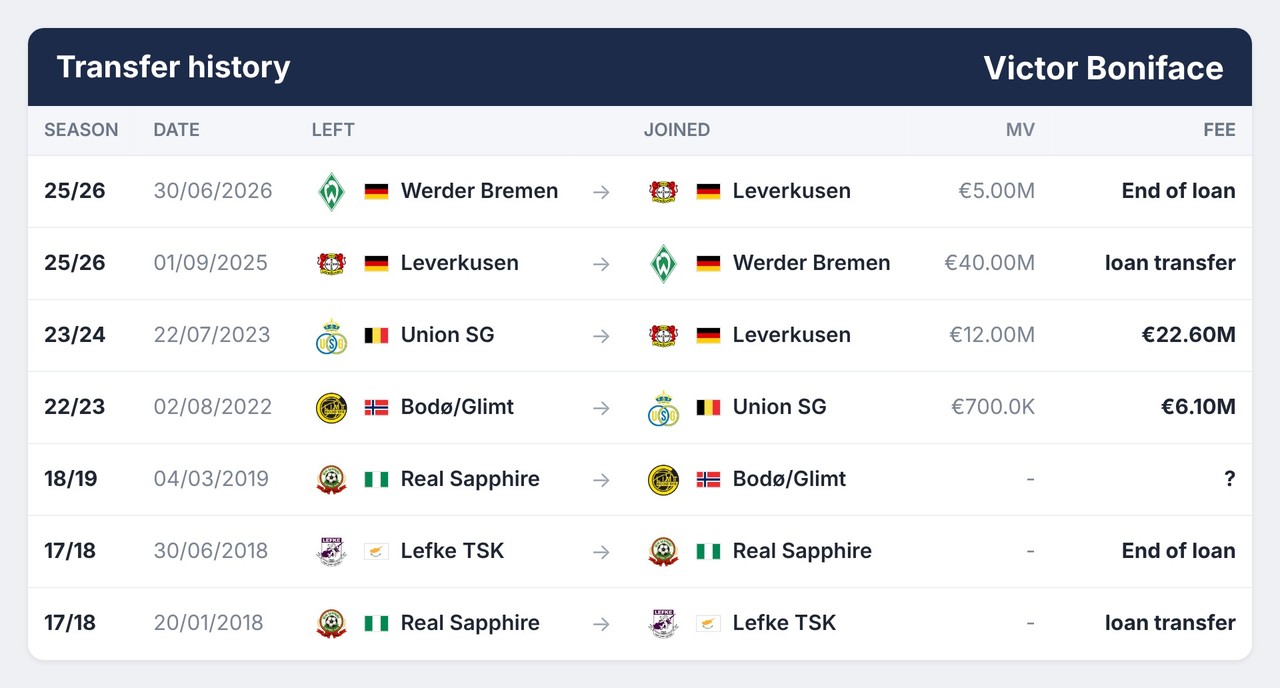 Transfer history Victor Boniface
SEASON DATE LEFT JOINED MV FEE
25/26 30/06/2026 Werder Bremen → Leverkusen €5.00M End of loan
25/26 01/09/2025 Leverkusen → Werder Bremen €40.00M loan transfer
23/24 22/07/2023 Union SG → Leverkusen €12.00M €22.60M
22/23 02/08/2022 Bodø/Glimt → Union SG €700.0K €6.10M
18/19 04/03/2019 Real Sapphire → Bodø/Glimt - ?
17/18 30/06/2018 Lefke TSK → Real Sapphire - End of loan
17/18 20/01/2018 Real Sapphire → Lefke TSK - loan transfer